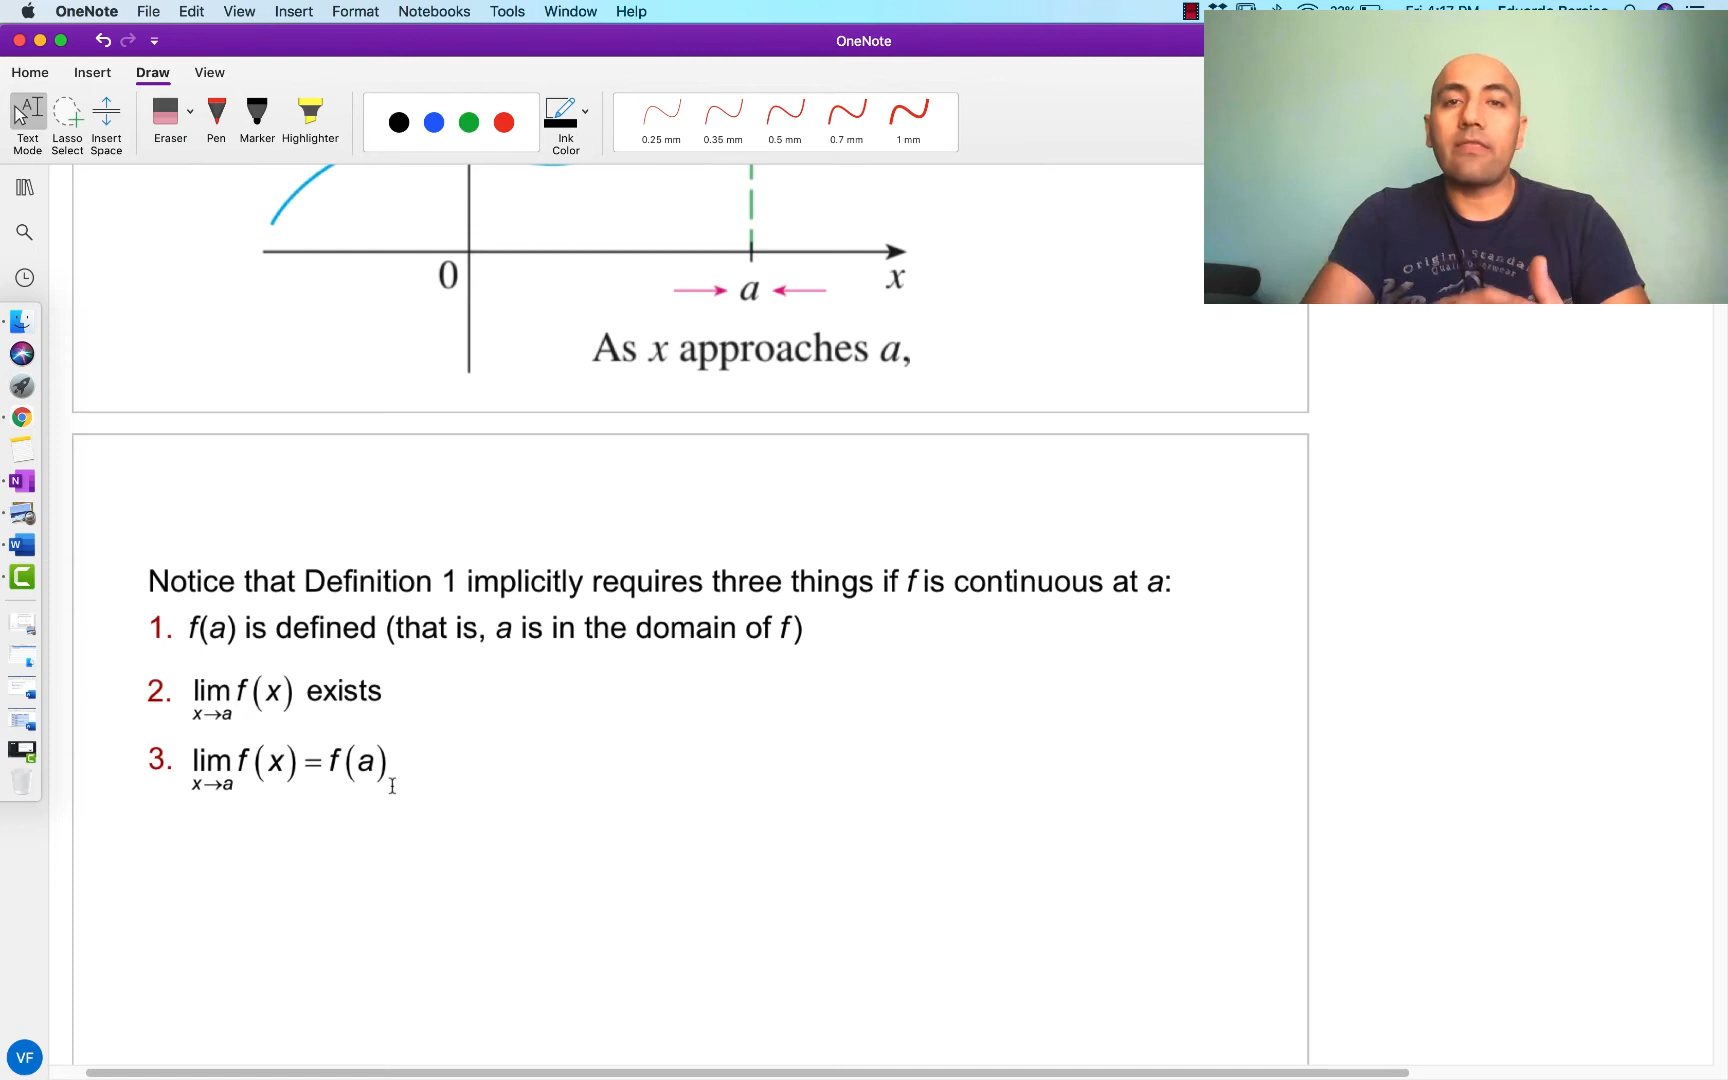 OneNote File Edit View Insert Format Notebooks Tools Window Help
OneNote
Home Insert Draw View
Text Mode
Lasso Select
Insert Space
Eraser
Pen
Marker
Highlighter
Ink Color
0.25 mm
0.35 mm
0.5 mm
0.7 mm
1 mm
0
a
x
As x approaches a,
Original Standa
Notice that Definition 1 implicitly requires three things if f is continuous at a:
1. f(a) is defined (that is, a is in the domain of f)
2. lim f(x) exists
x→a
3. lim f(x) = f(a)
x→a
VF